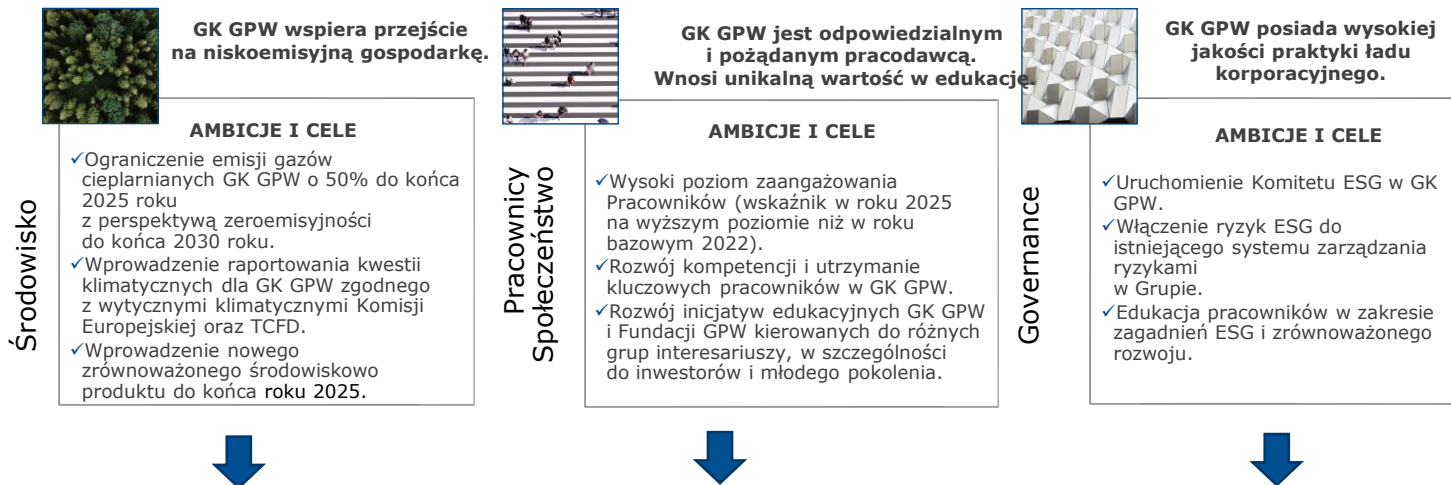 GK GPW wspiera przejście
na niskoemisyjną gospodarkę.
Środowisko
AMBICJE I CELE
✓Ograniczenie emisji gazów
cieplarnianych GK GPW o 50% do końca
2025 roku
z perspektywą zeroemisyjności
do końca 2030 roku.
✓Wprowadzenie raportowania kwestii
klimatycznych dla GK GPW zgodnego
z wytycznymi klimatycznymi Komisji
Europejskiej oraz TCFD.
✓Wprowadzenie nowego
zrównoważonego środowiskowo
produktu do końca roku 2025.
GK GPW jest odpowiedzialnym
i pożądanym pracodawcą.
Wnosi unikalną wartość w edukację.
Pracownicy
Społeczeństwo
AMBICJE I CELE
✓Wysoki poziom zaangażowania
Pracowników (wskaźnik w roku 2025
na wyższym poziomie niż w roku
bazowym 2022).
✓Rozwój kompetencji i utrzymanie
kluczowych pracowników w GK GPW.
✓Rozwój inicjatyw edukacyjnych GK GPW
i Fundacji GPW kierowanych do różnych
grup interesariuszy, w szczególności
do inwestorów i młodego pokolenia.
GK GPW posiada wysokiej
jakości praktyki ładu
korporacyjnego.
Governance
AMBICJE I CELE
✓Uruchomienie Komitetu ESG w GK
GPW.
✓Włączenie ryzyk ESG do
istniejącego systemu zarządzania
ryzykami
w Grupie.
✓Edukacja pracowników w zakresie
zagadnień ESG i zrównoważonego
rozwoju.